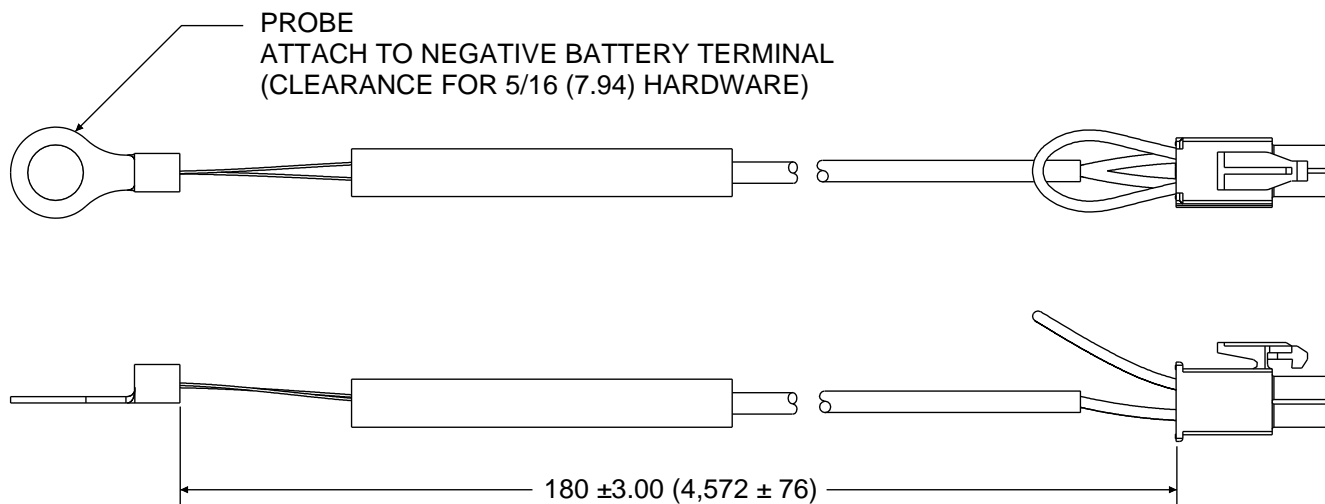 PROBE
ATTACH TO NEGATIVE BATTERY TERMINAL
(CLEARANCE FOR 5/16 (7.94) HARDWARE)
180 ±3.00 (4,572 ± 76)